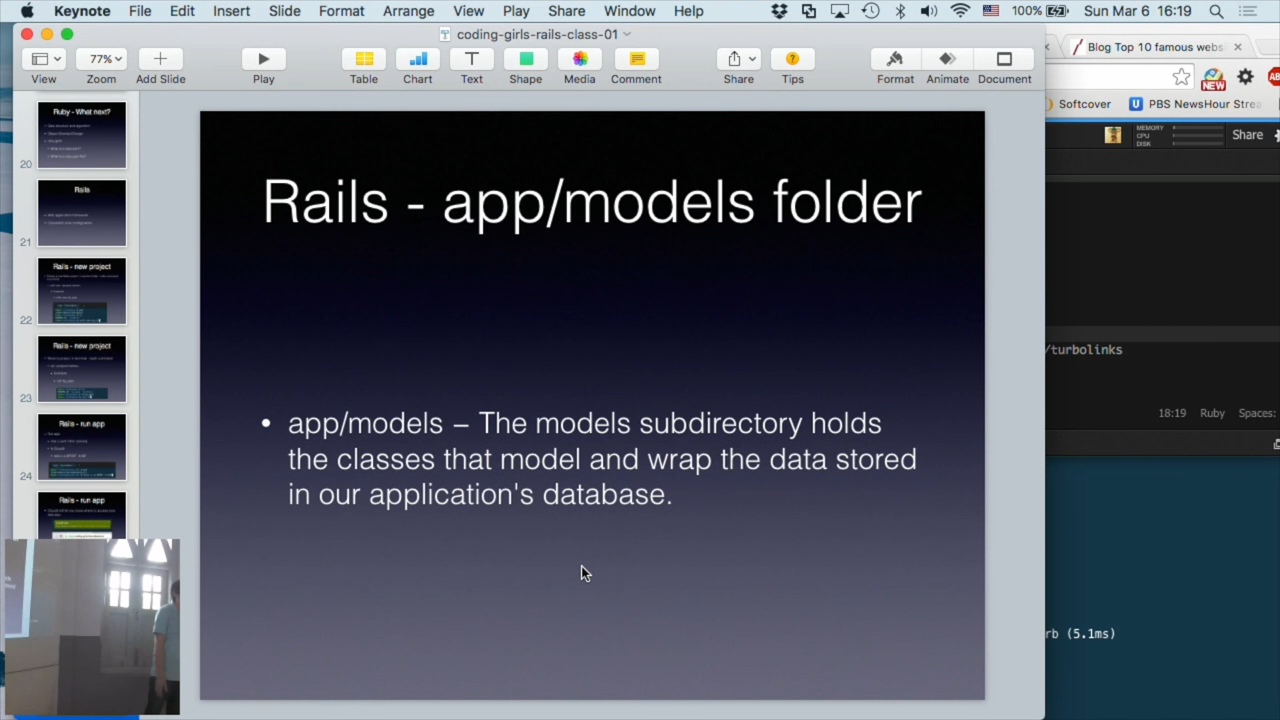 Keynote File Edit Insert Slide Format Arrange View Play Share Window Help 100% Sun Mar 6 16:19
coding-girls-rails-class-01
Blog Top 10 famous webs
77%
View Zoom Add Slide Play Table Chart Text Shape Media Comment Share Tips Format Animate Document
NEW
AB
Softcover PBS NewsHour Strea
MEMORY
CPU
DISK
Share
Ruby - What next?
20
Rails
21
Rails - new project
22
Rails - new project
23
Rails - run app
24
Rails - run app
Rails - app/models folder
• app/models – The models subdirectory holds
the classes that model and wrap the data stored
in our application's database.
/turbolinks
18:19 Ruby Spaces:
rb (5.1ms)